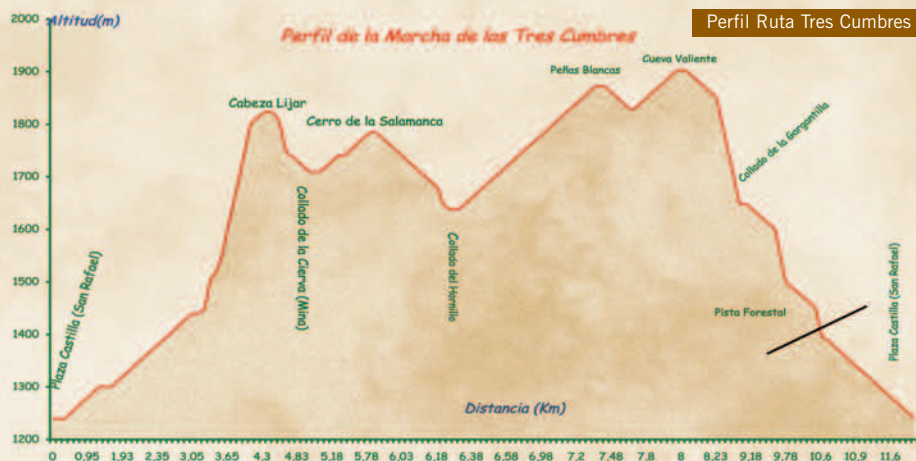 Perfil Ruta Tres Cumbres
Altitud(m)
Perfil de la Marcha de las Tres Cumbres
2000
1900
1800
1700
1600
1500
1400
1300
1200
Plaza Castilla (San Rafael)
Cabeza Lijar
Collado de la Cierva (Mina)
Cerro de la Salamanca
Collado del Hornillo
Peñas Blancas
Cueva Valiente
Collado de la Gargantilla
Pista Forestal
Plaza Castilla (San Rafael)
Distancia (Km)
0 0,95 1,93 2,35 3,05 3,65 4,3 4,83 5,18 5,78 6,03 6,18 6,38 6,58 6,98 7,2 7,48 7,8 8 8,23 9,18 9,78 10,6 10,9 11,6